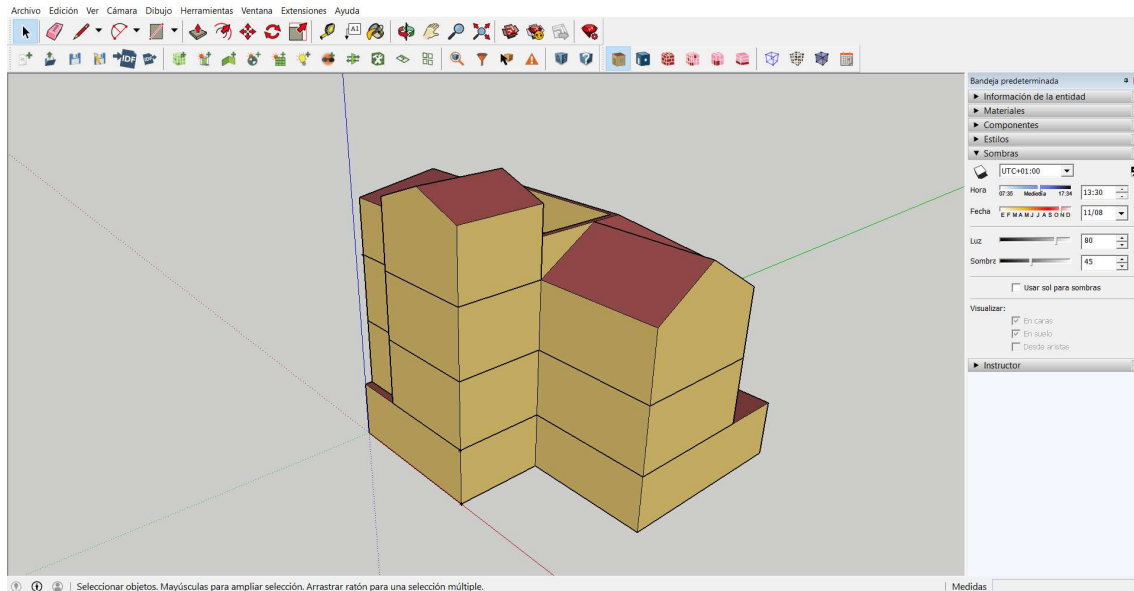 Archivo Edición Ver Cámara Dibujo Herramientas Ventana Extensiones Ayuda
A1
IDF
Bandeja predeterminada
Información de la entidad
Materiales
Componentes
Estilos
Sombras
UTC+01:00
Hora 07:35 Mediodía 17:34 13:30
Fecha E F M A M J J A S O N D 11/08
Luz 80
Sombra 45
Usar sol para sombras
Visualizar:
En caras
En suelo
Desde aristas
Instructor
Seleccionar objetos. Mayúsculas para ampliar selección. Arrastrar ratón para una selección múltiple. Medidas